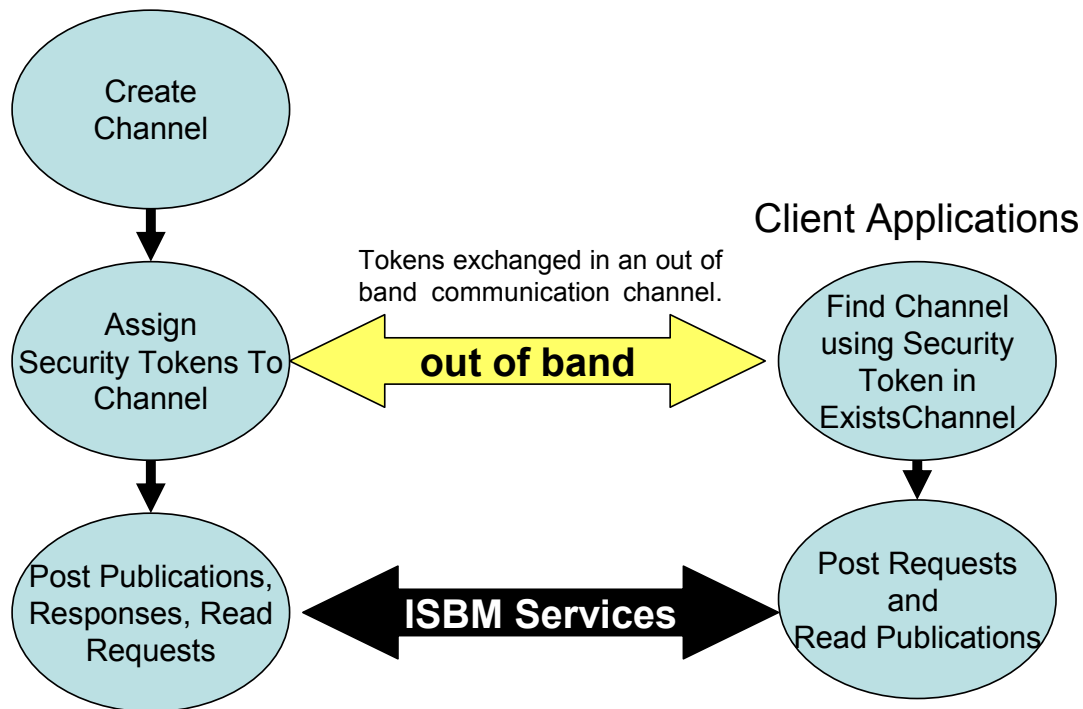 Create
Channel
Client Applications
Tokens exchanged in an out of
band communication channel.
Assign
Security Tokens To
Channel
out of band
Find Channel
using Security
Token in
ExistsChannel
Post Publications,
Responses, Read
Requests
ISBM Services
Post Requests
and
Read Publications